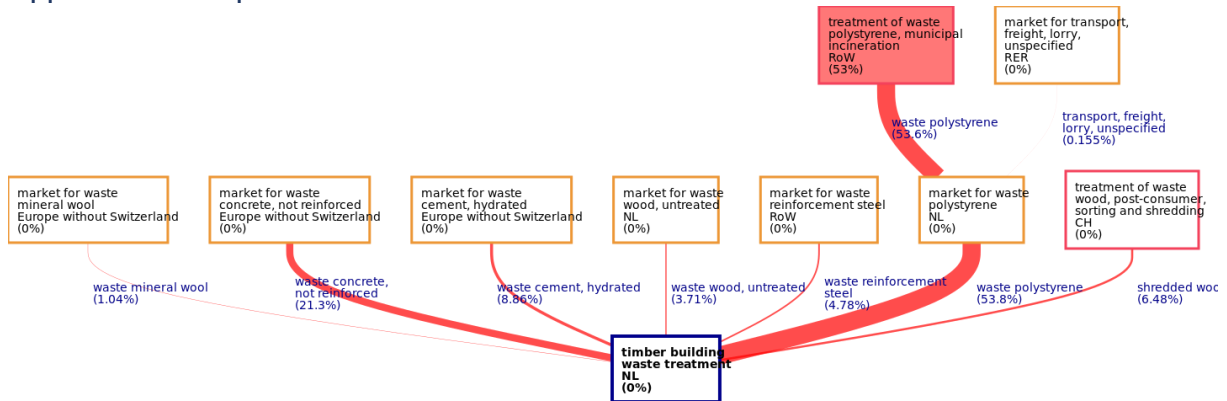 treatment of waste
polystyrene, municipal
incineration
RoW
(53%)
market for transport,
freight, lorry,
unspecified
RER
(0%)
waste polystyrene
(53.6%)
transport, freight,
lorry, unspecified
(0.155%)
market for waste
mineral wool
Europe without Switzerland
(0%)
market for waste
concrete, not reinforced
Europe without Switzerland
(0%)
market for waste
cement, hydrated
Europe without Switzerland
(0%)
market for waste
wood, untreated
NL
(0%)
market for waste
reinforcement steel
RoW
(0%)
market for waste
polystyrene
NL
(0%)
treatment of waste
wood, post-consumer,
sorting and shredding
CH
(0%)
waste mineral wool
(1.04%)
waste concrete,
not reinforced
(21.3%)
waste cement, hydrated
(8.86%)
waste wood, untreated
(3.71%)
waste reinforcement
steel
(4.78%)
waste polystyrene
(53.8%)
shredded woo
(6.48%)
timber building
waste treatment
NL
(0%)